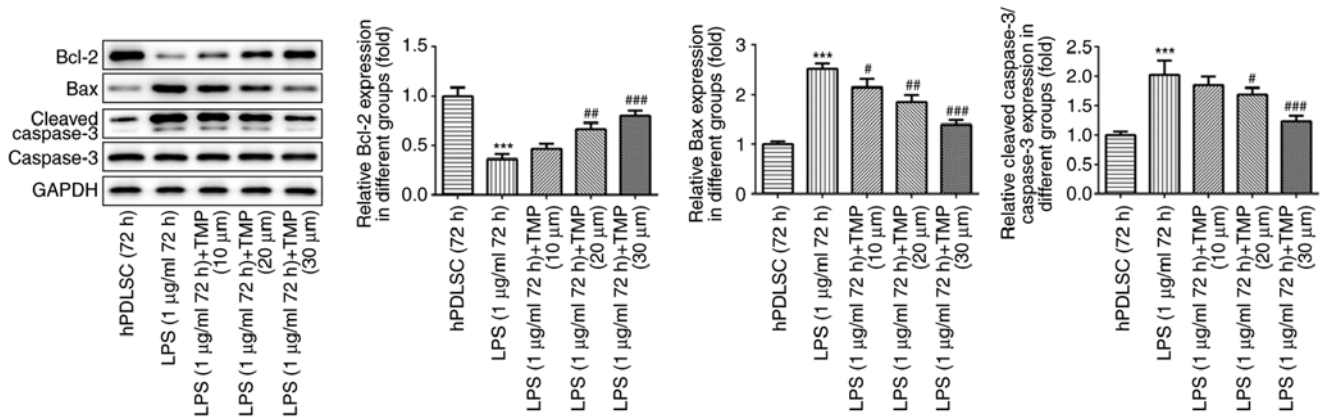 Bcl-2
Bax
Cleaved
caspase-3
Caspase-3
GAPDH
hPDLSC (72 h)
LPS (1 μg/ml 72 h)
LPS (1 μg/ml 72 h)+TMP
(10 μm)
LPS (1 μg/ml 72 h)+TMP
(20 μm)
LPS (1 μg/ml 72 h)+TMP
(30 μm)
Relative Bcl-2 expression
in different groups (fold)
1.5
1.0
0.5
0.0
***
##
###
hPDLSC (72 h)
LPS (1 μg/ml 72 h)
LPS (1 μg/ml 72 h)+TMP
(10 μm)
LPS (1 μg/ml 72 h)+TMP
(20 μm)
LPS (1 μg/ml 72 h)+TMP
(30 μm)
Relative Bax expression
in different groups (fold)
3
2
1
0
***
#
##
###
hPDLSC (72 h)
LPS (1 μg/ml 72 h)
LPS (1 μg/ml 72 h)+TMP
(10 μm)
LPS (1 μg/ml 72 h)+TMP
(20 μm)
LPS (1 μg/ml 72 h)+TMP
(30 μm)
Relative cleaved caspase-3/
caspase-3 expression in
different groups (fold)
2.5
2.0
1.5
1.0
0.5
0.0
***
#
###
hPDLSC (72 h)
LPS (1 μg/ml 72 h)
LPS (1 μg/ml 72 h)+TMP
(10 μm)
LPS (1 μg/ml 72 h)+TMP
(20 μm)
LPS (1 μg/ml 72 h)+TMP
(30 μm)